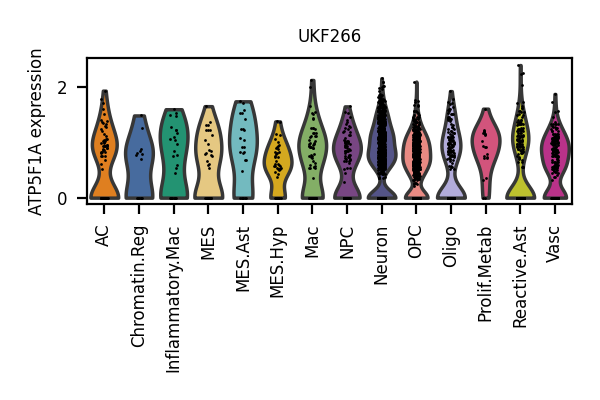 UKF266
ATP5F1A expression
2
0
AC
Chromatin.Reg
Inflammatory.Mac
MES
MES.Ast
MES.Hyp
Mac
NPC
Neuron
OPC
Oligo
Prolif.Metab
Reactive.Ast
Vasc